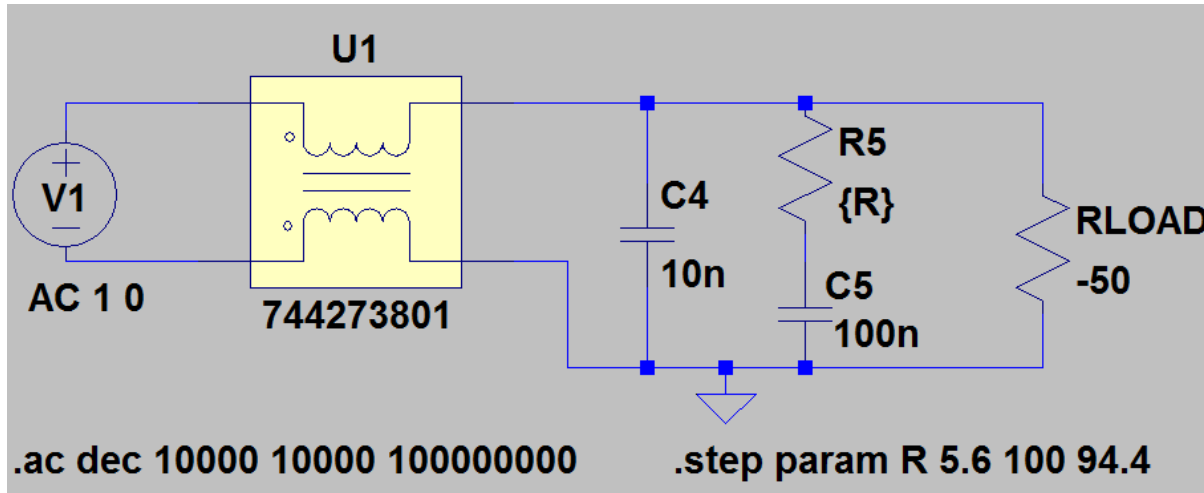 U1
V1
AC 1 0
744273801
C4
10n
R5
{R}
C5
100n
RLOAD
-50
.ac dec 10000 10000 100000000
.step param R 5.6 100 94.4